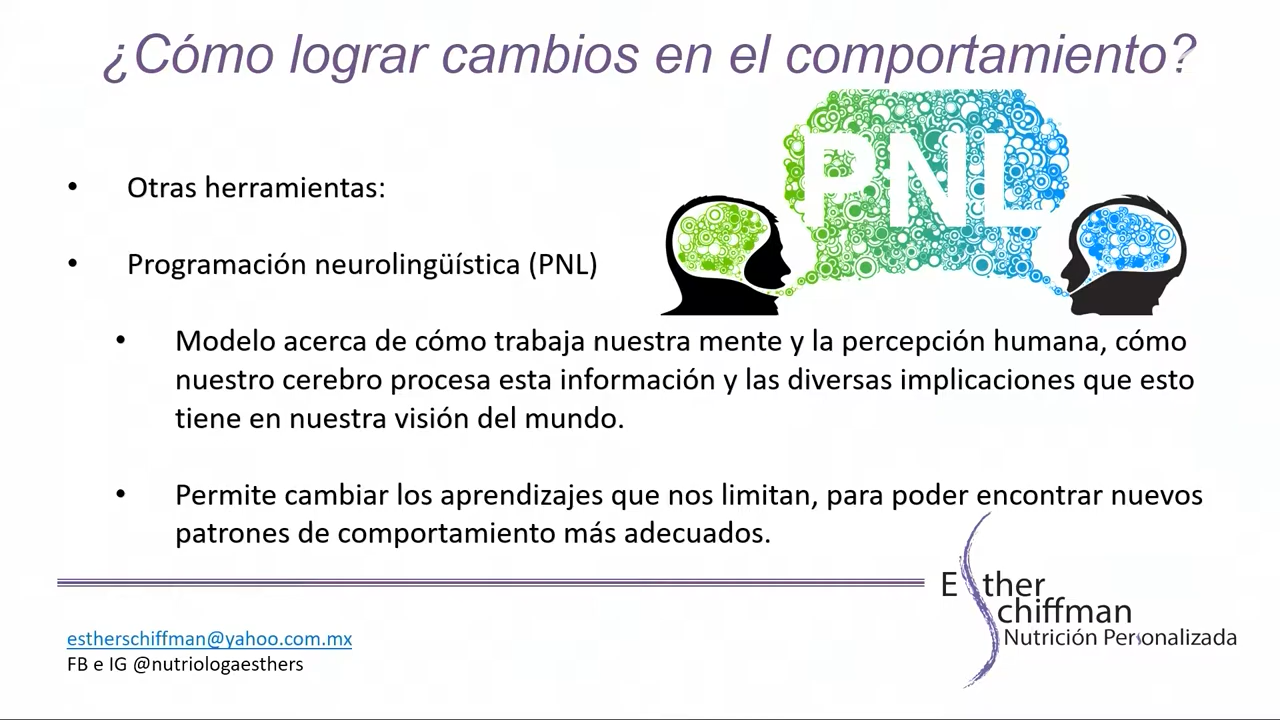 ¿Cómo lograr cambios en el comportamiento?
PNL
• Otras herramientas:
• Programación neurolingüística (PNL)
• Modelo acerca de cómo trabaja nuestra mente y la percepción humana, cómo
nuestro cerebro procesa esta información y las diversas implicaciones que esto
tiene en nuestra visión del mundo.
• Permite cambiar los aprendizajes que nos limitan, para poder encontrar nuevos
patrones de comportamiento más adecuados.
Esther
Schiffman
Nutrición Personalizada
estherschiffman@yahoo.com.mx
FB e IG @nutriologaesthers